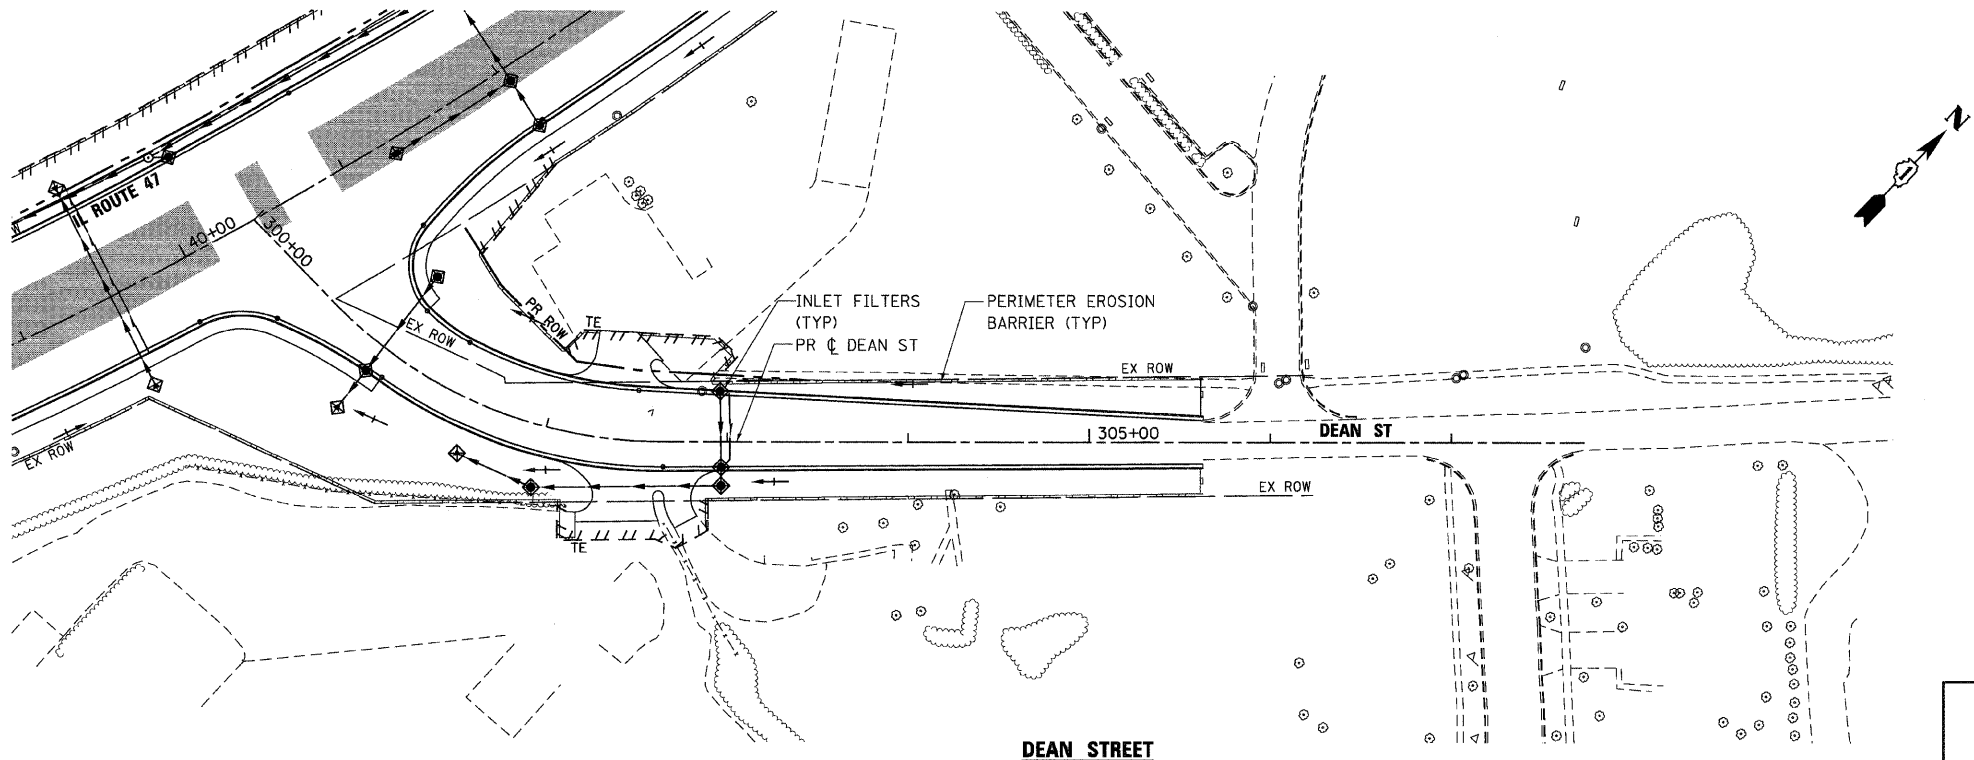 IL ROUTE 47
W
40+00
300+00
N
INLET FILTERS
(TYP)
PR ℄ DEAN ST
PERIMETER EROSION
BARRIER (TYP)
PR ROW
TE
EX ROW
EX ROW
305+00
DEAN ST
EX ROW
EX ROW
TE
DEAN STREET